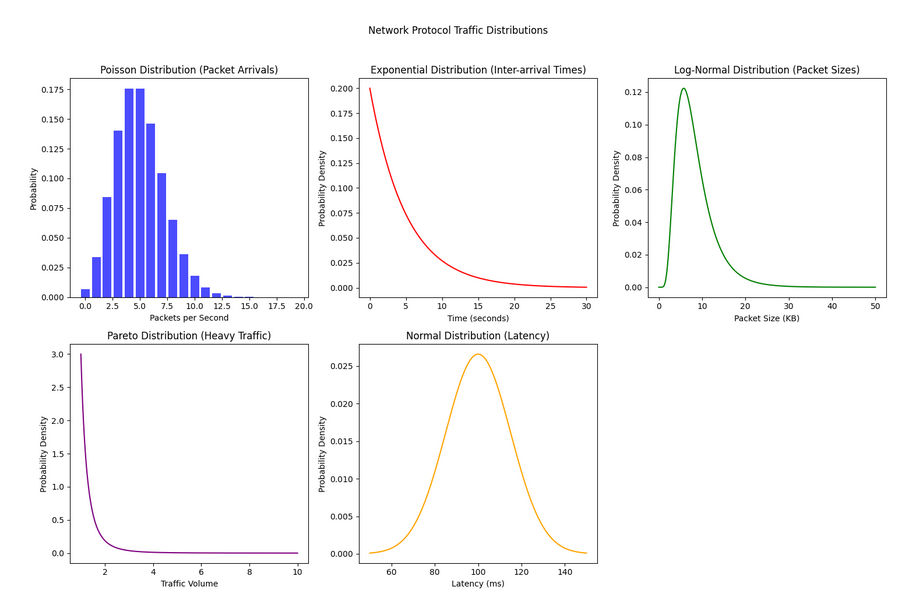 Network Protocol Traffic Distributions
Poisson Distribution (Packet Arrivals)
Probability
0.175
0.150
0.125
0.100
0.075
0.050
0.025
0.000
0.0 2.5 5.0 7.5 10.0 12.5 15.0 17.5 20.0
Packets per Second
Exponential Distribution (Inter-arrival Times)
Probability Density
0.200
0.175
0.150
0.125
0.100
0.075
0.050
0.025
0.000
0 5 10 15 20 25 30
Time (seconds)
Log-Normal Distribution (Packet Sizes)
Probability Density
0.12
0.10
0.08
0.06
0.04
0.02
0.00
0 10 20 30 40 50
Packet Size (KB)
Pareto Distribution (Heavy Traffic)
Probability Density
3.0
2.5
2.0
1.5
1.0
0.5
0.0
2 4 6 8 10
Traffic Volume
Normal Distribution (Latency)
Probability Density
0.025
0.020
0.015
0.010
0.005
0.000
60 80 100 120 140
Latency (ms)